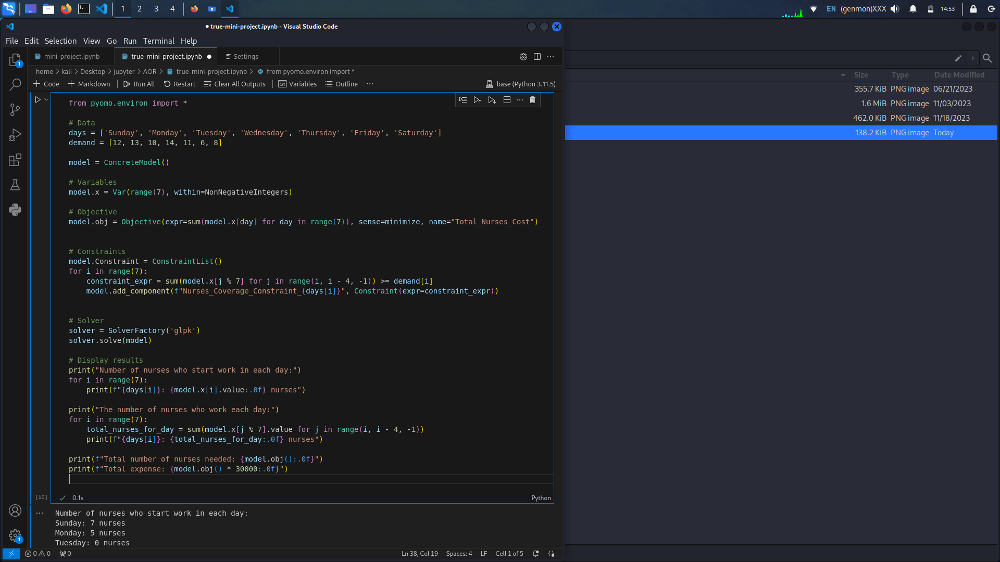 1 2 3 4
EN (genmon)XXX 14:53
true-mini-project.ipynb - Visual Studio Code
File Edit Selection View Go Run Terminal Help
mini-project.ipynb true-mini-project.ipynb Settings
home > kali > Desktop > jupyter > AOR > true-mini-project.ipynb > from pyomo.environ import *
+ Code + Markdown Run All Restart Clear All Outputs Variables Outline ... base (Python 3.11.5)
from pyomo.environ import *
# Data
days = ['Sunday', 'Monday', 'Tuesday', 'Wednesday', 'Thursday', 'Friday', 'Saturday']
demand = [12, 13, 10, 14, 11, 6, 8]
model = ConcreteModel()
# Variables
model.x = Var(range(7), within=NonNegativeIntegers)
# Objective
model.obj = Objective(expr=sum(model.x[day] for day in range(7)), sense=minimize, name="Total_Nurses_Cost")
# Constraints
model.Constraint = ConstraintList()
for i in range(7):
    constraint_expr = sum(model.x[j % 7] for j in range(i, i - 4, -1)) >= demand[i]
    model.add_component(f"Nurses_Coverage_Constraint_{days[i]}", Constraint(expr=constraint_expr))
# Solver
solver = SolverFactory('glpk')
solver.solve(model)
# Display results
print("Number of nurses who start work in each day:")
for i in range(7):
    print(f"{days[i]}: {model.x[i].value:.0f} nurses")
print("The number of nurses who work each day:")
for i in range(7):
    total_nurses_for_day = sum(model.x[j % 7].value for j in range(i, i - 4, -1))
    print(f"{days[i]}: {total_nurses_for_day:.0f} nurses")
print(f"Total number of nurses needed: {model.obj():.0f}")
print(f"Total expense: {model.obj() * 30000:.0f}")
[10] 0.1s Python
... Number of nurses who start work in each day:
Sunday: 7 nurses
Monday: 5 nurses
Tuesday: 0 nurses
1
1
0 0 0 Ln 38, Col 19 Spaces: 4 LF Cell 1 of 5
Size Type Date Modified
355.7 KiB PNG image 06/21/2023
1.6 MiB PNG image 11/03/2023
462.0 KiB PNG image 11/18/2023
138.2 KiB PNG image Today